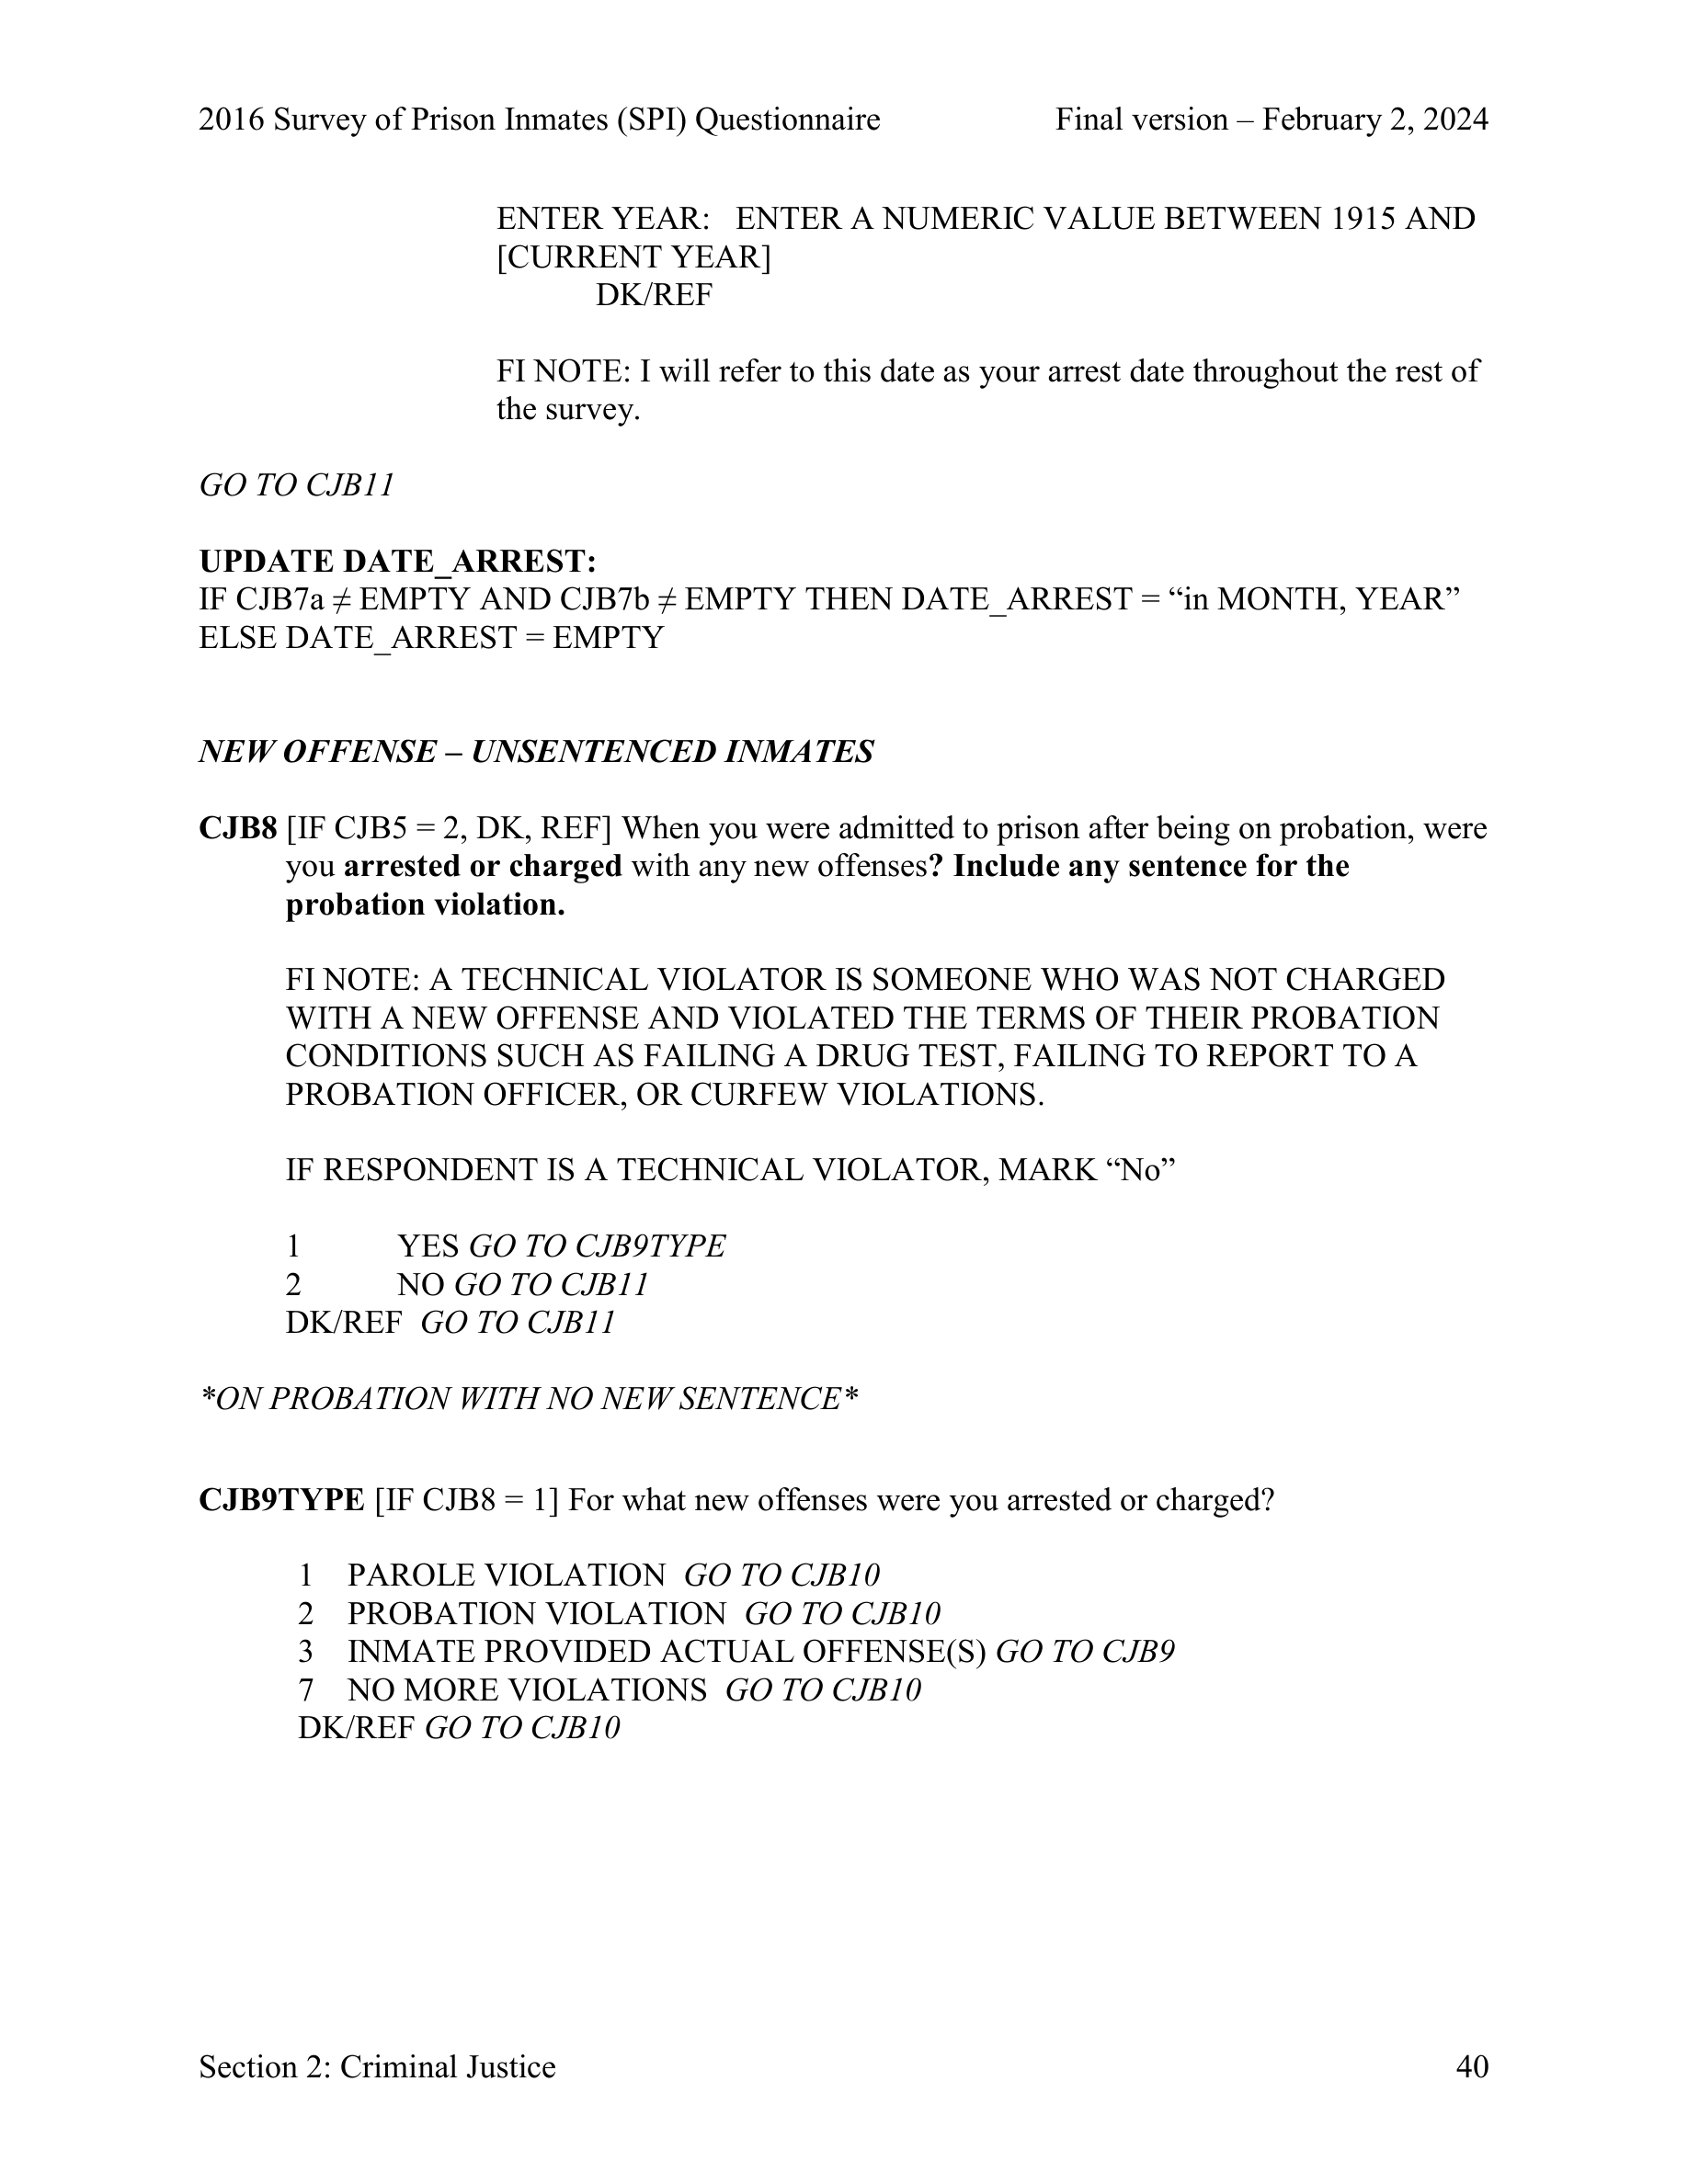 2016 Survey of Prison Inmates (SPI) Questionnaire Final version – February 2, 2024
ENTER YEAR: ENTER A NUMERIC VALUE BETWEEN 1915 AND
[CURRENT YEAR]
DK/REF
FI NOTE: I will refer to this date as your arrest date throughout the rest of
the survey.
GO TO CJB11
UPDATE DATE_ARREST:
IF CJB7a ≠ EMPTY AND CJB7b ≠ EMPTY THEN DATE_ARREST = “in MONTH, YEAR”
ELSE DATE_ARREST = EMPTY
NEW OFFENSE – UNSENTENCED INMATES
CJB8 [IF CJB5 = 2, DK, REF] When you were admitted to prison after being on probation, were
you arrested or charged with any new offenses? Include any sentence for the
probation violation.
FI NOTE: A TECHNICAL VIOLATOR IS SOMEONE WHO WAS NOT CHARGED
WITH A NEW OFFENSE AND VIOLATED THE TERMS OF THEIR PROBATION
CONDITIONS SUCH AS FAILING A DRUG TEST, FAILING TO REPORT TO A
PROBATION OFFICER, OR CURFEW VIOLATIONS.
IF RESPONDENT IS A TECHNICAL VIOLATOR, MARK “No”
1 YES GO TO CJB9TYPE
2 NO GO TO CJB11
DK/REF GO TO CJB11
*ON PROBATION WITH NO NEW SENTENCE*
CJB9TYPE [IF CJB8 = 1] For what new offenses were you arrested or charged?
1 PAROLE VIOLATION GO TO CJB10
2 PROBATION VIOLATION GO TO CJB10
3 INMATE PROVIDED ACTUAL OFFENSE(S) GO TO CJB9
7 NO MORE VIOLATIONS GO TO CJB10
DK/REF GO TO CJB10
Section 2: Criminal Justice 40